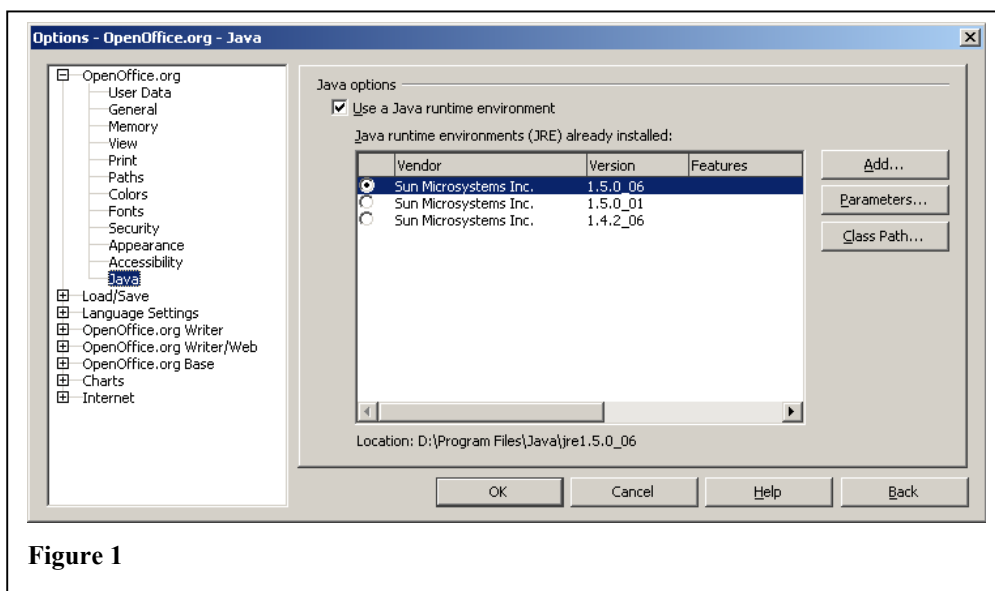 Options - OpenOffice.org - Java
OpenOffice.org
User Data
General
Memory
View
Print
Paths
Colors
Fonts
Security
Appearance
Accessibility
Java
Load/Save
Language Settings
OpenOffice.org Writer
OpenOffice.org Writer/Web
OpenOffice.org Base
Charts
Internet
Java options
Use a Java runtime environment
Java runtime environments (JRE) already installed:
Vendor Version Features
Sun Microsystems Inc. 1.5.0_06
Sun Microsystems Inc. 1.5.0_01
Sun Microsystems Inc. 1.4.2_06
Add...
Parameters...
Class Path...
Location: D:\Program Files\Java\jre1.5.0_06
OK Cancel Help Back
Figure 1